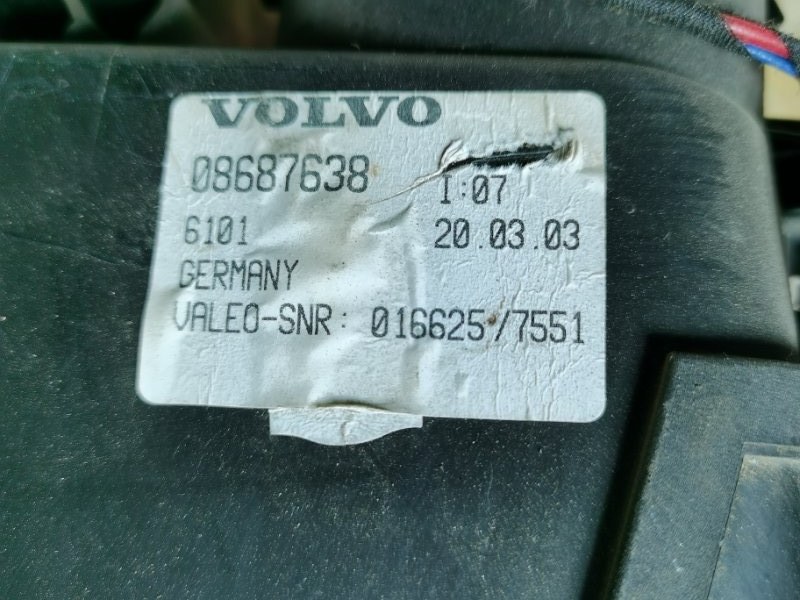 VOLVO
08687638 I:07
6101 20.03.03
GERMANY
VALEO-SNR: 016625/7551